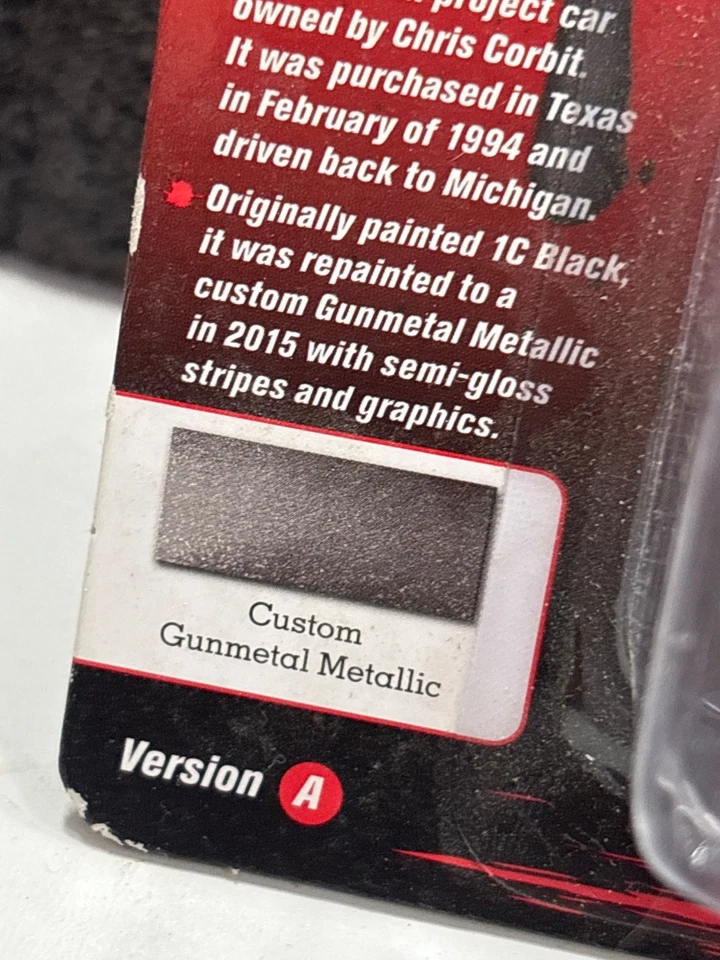 project car
owned by Chris Corbit.
It was purchased in Texas
in February of 1994 and
driven back to Michigan.
Originally painted 1C Black,
it was repainted to a
custom Gunmetal Metallic
in 2015 with semi-gloss
stripes and graphics.
Custom
Gunmetal Metallic
Version A